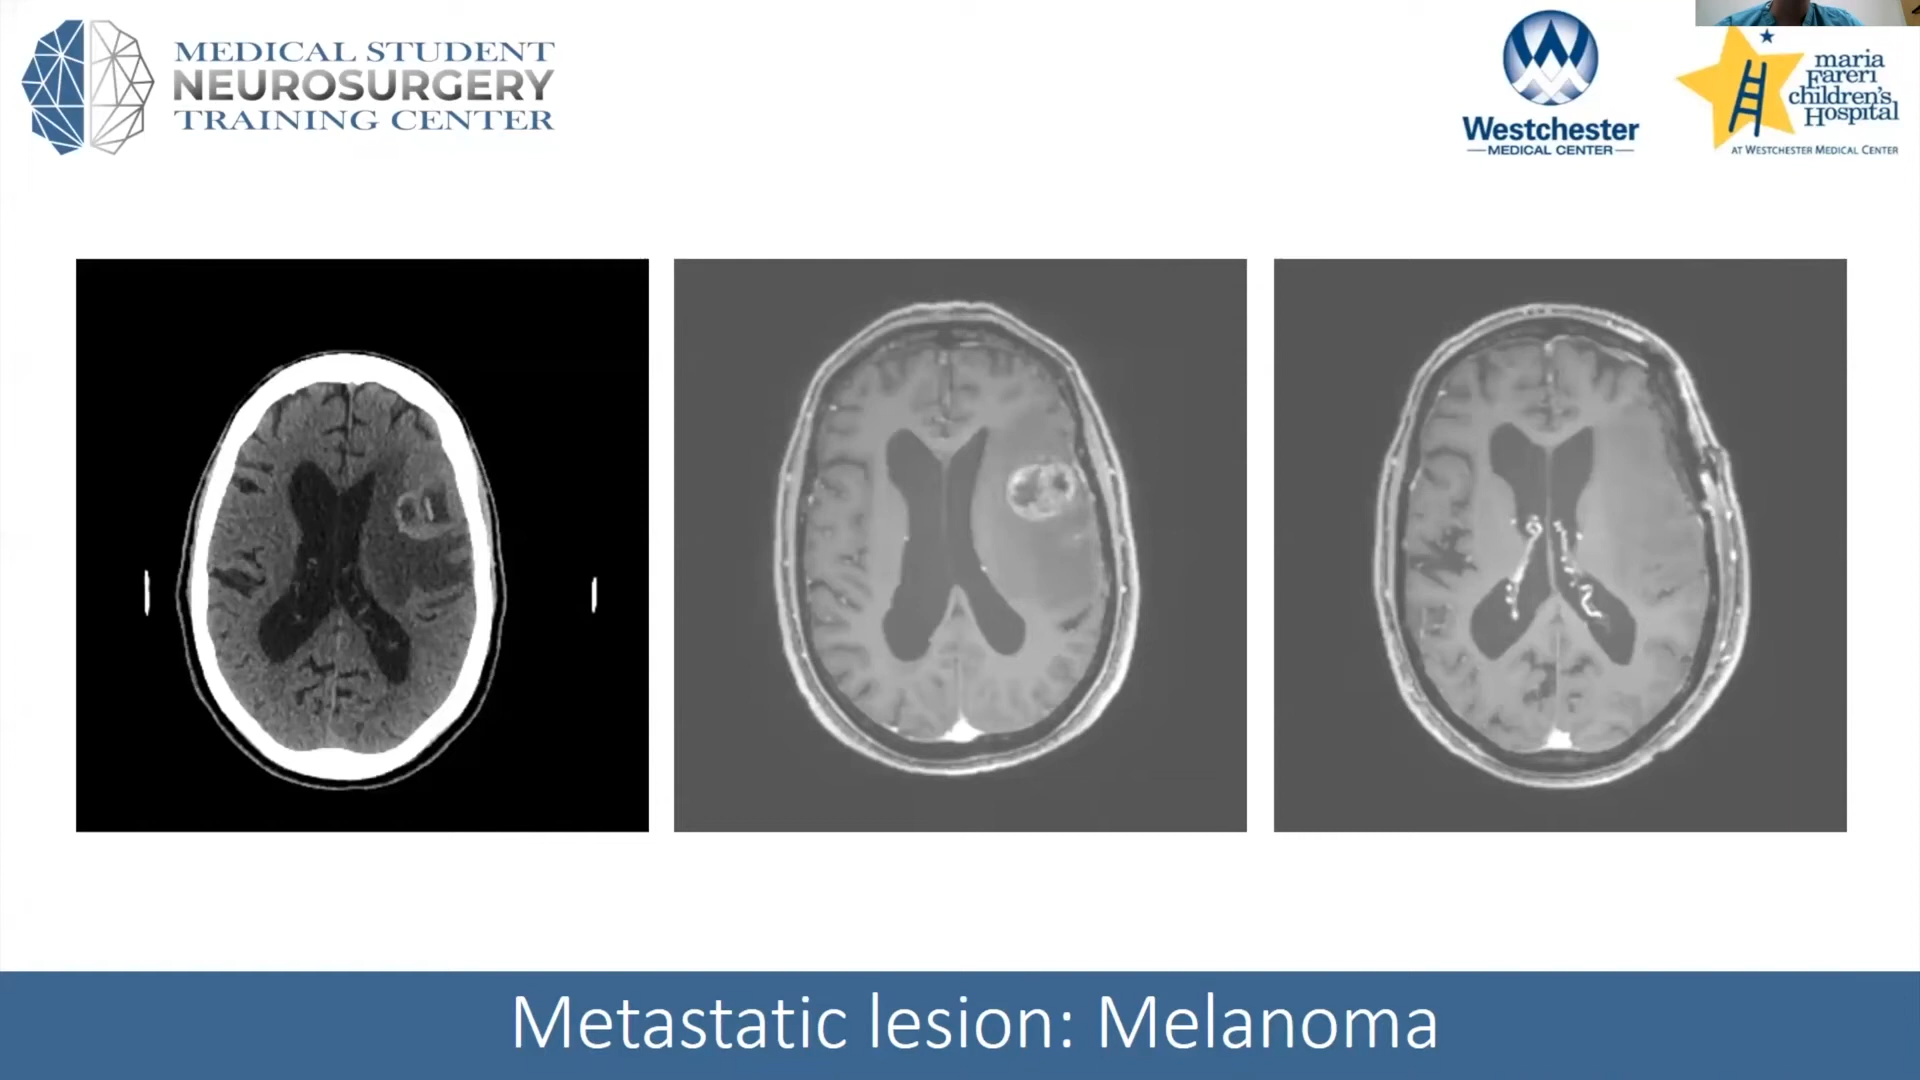 MEDICAL STUDENT
NEUROSURGERY
TRAINING CENTER
Westchester
MEDICAL CENTER
maria
Fareri
children's
Hospital
AT WESTCHESTER MEDICAL CENTER
Metastatic lesion: Melanoma